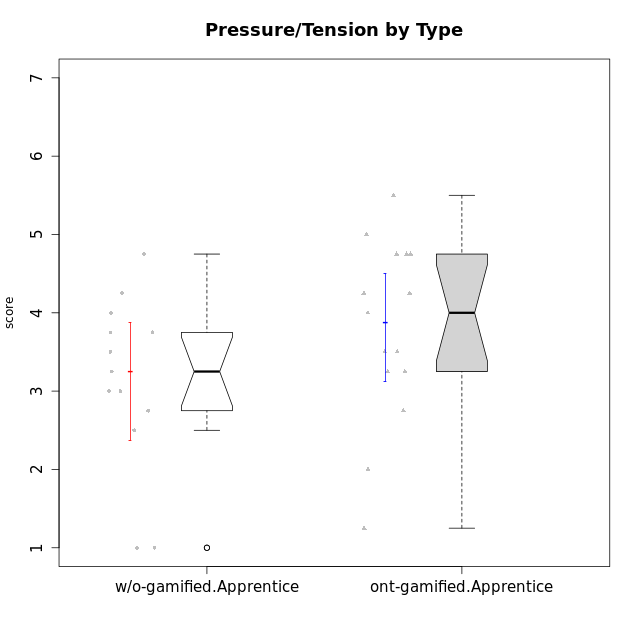 Pressure/Tension by Type
score
7
6
5
4
3
2
1
w/o-gamified.Apprentice
ont-gamified.Apprentice